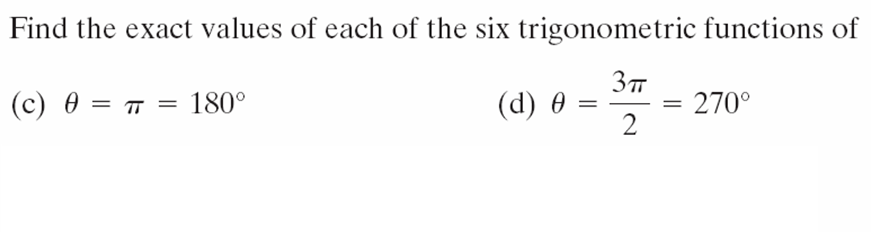 Find the exact values of each of the six trigonometric functions of
(c) θ = π = 180° (d) θ = 3π/2 = 270°